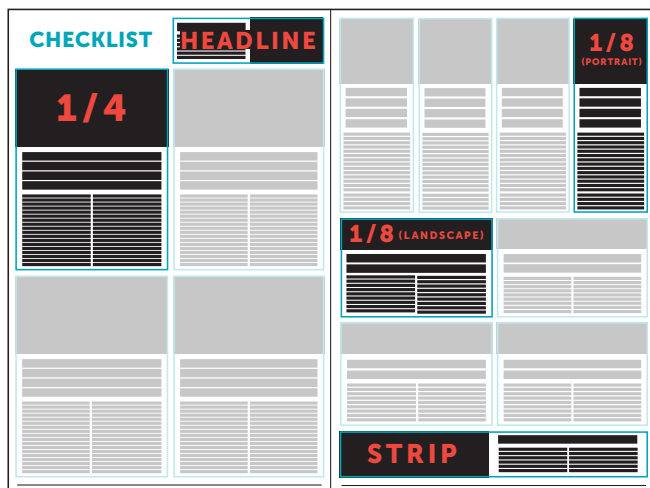 CHECKLIST
HEADLINE
1/4
1/8
(PORTRAIT)
1/8 (LANDSCAPE)
STRIP